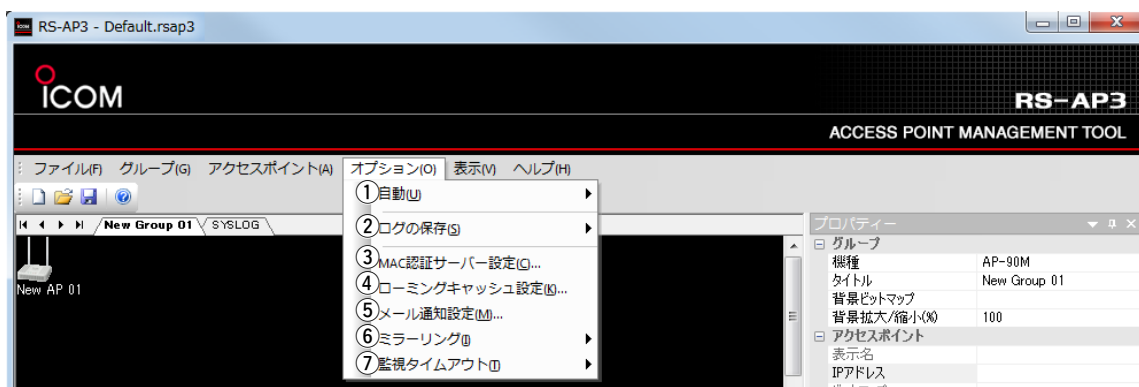 RS-AP3 - Default.rsap3
ICOM
RS-AP3
ACCESS POINT MANAGEMENT TOOL
ファイル(F) グループ(G) アクセスポイント(A) オプション(O) 表示(V) ヘルプ(H)
①自動(U)
②ログの保存(S)
③MAC認証サーバー設定(C)...
④ローミングキャッシュ設定(K)...
⑤メール通知設定(M)...
⑥ミラーリング(I)
⑦監視タイムアウト(T)
New Group 01 SYSLOG
New AP 01
プロパティー
グループ
機種 AP-90M
タイトル New Group 01
背景ビットマップ
背景拡大/縮小(%) 100
アクセスポイント
表示名
IPアドレス